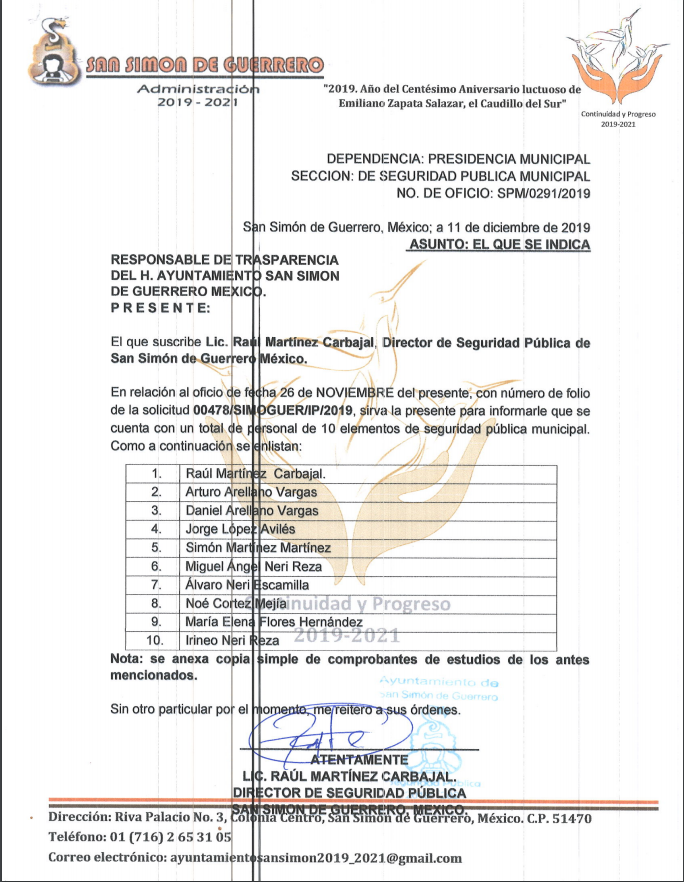 SAN SIMON DE GUERRERO
Administración
2019 - 2021
"2019. Año del Centésimo Aniversario luctuoso de
Emiliano Zapata Salazar, el Caudillo del Sur"
Continuidad y Progreso
2019-2021
DEPENDENCIA: PRESIDENCIA MUNICIPAL
SECCION: DE SEGURIDAD PUBLICA MUNICIPAL
NO. DE OFICIO: SPM/0291/2019
San Simón de Guerrero, México; a 11 de diciembre de 2019
ASUNTO: EL QUE SE INDICA
RESPONSABLE DE TRASPARENCIA
DEL H. AYUNTAMIENTO SAN SIMON
DE GUERRERO MEXICO.
P R E S E N T E:
El que suscribe Lic. Raúl Martínez Carbajal, Director de Seguridad Pública de
San Simón de Guerrero México.
En relación al oficio de fecha 26 de NOVIEMBRE del presente, con número de folio
de la solicitud 00478/SIMOGUER/IP/2019, sirva la presente para informarle que se
cuenta con un total de personal de 10 elementos de seguridad pública municipal.
Como a continuación se enlistan:
1. Raúl Martínez Carbajal.
2. Arturo Arellano Vargas
3. Daniel Arellano Vargas
4. Jorge López Avilés
5. Simón Martínez Martínez
6. Miguel Ángel Neri Reza
7. Álvaro Neri Escamilla
8. Noé Cortez Mejía
9. María Elena Flores Hernández
10. Irineo Neri Reza
Continuidad y Progreso
2019-2021
Nota: se anexa copia simple de comprobantes de estudios de los antes
mencionados.
Ayuntamiento de
San Simón de Guerrero
Sin otro particular por el momento, me reitero a sus órdenes.
ATENTAMENTE
LIC. RAÚL MARTÍNEZ CARBAJAL.
DIRECTOR DE SEGURIDAD PÚBLICA
SAN SIMON DE GUERRERO, MEXICO.
Dirección: Riva Palacio No. 3, Colonia Centro, San Simón de Guerrero, México. C.P. 51470
Teléfono: 01 (716) 2 65 31 05
Correo electrónico: ayuntamientosansimon2019_2021@gmail.com